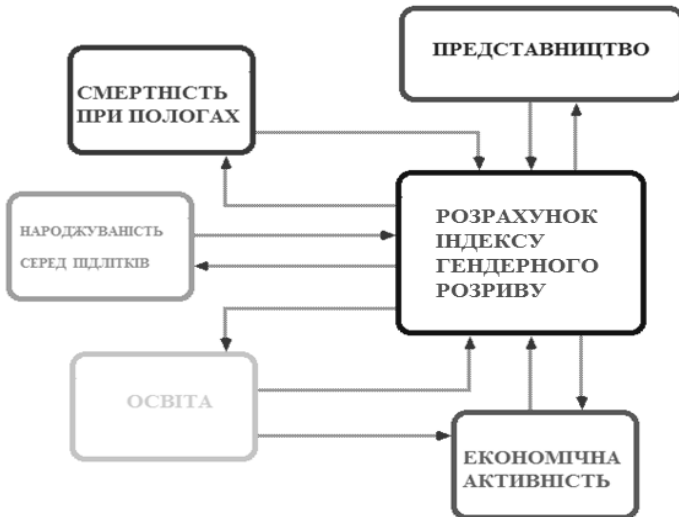 ПРЕДСТАВНИЦТВО
СМЕРТНІСТЬ
ПРИ ПОЛОГАХ
НАРОДЖУВАНІСТЬ
СЕРЕД ПІДЛІТКІВ
РОЗРАХУНОК
ІНДЕКСУ
ГЕНДЕРНОГО
РОЗРИВУ
ОСВІТА
ЕКОНОМІЧНА
АКТИВНІСТЬ